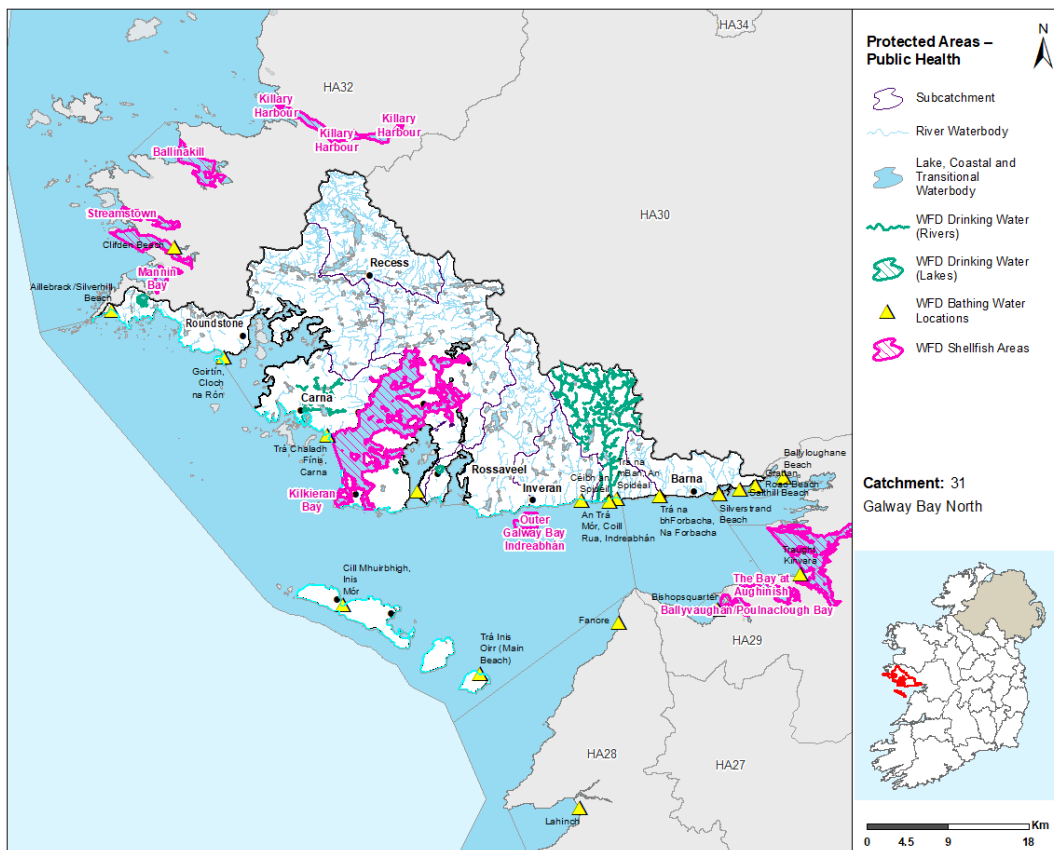 HA34
HA32
Killary
Harbour
Killary
Harbour
Killary
Harbour
Ballinakill
HA30
Streamstown
Clifden Beach
Mannin
Bay
Aillebrack/Silverhill,
Beach
Recess
Roundstone
Goirtín,
Cloch
na Rón
Carna
Trá Chaladh
Fínis,
Carna
Kilkieran
Bay
Rossaveel
Inveran
Céibh an
Spidéil
Trá na
mBan, An
Spidéal
Barna
Ballyloughane
Beach
Grattan
Road Beach
Salthill Beach
Silverstrand
Beach
Outer
Galway Bay
Indreabhán
An Trá
Mór, Coill
Rua, Indreabhán
Trá na
bhForbacha,
Na Forbacha
Traught
Kinvara
The Bay at
Aughinish
Bishopsquarter
Ballyvaughan/Poulnaclough Bay
Cill Mhuirbhigh,
Inis
Mór
Fanore
HA29
Trá Inis
Oirr (Main
Beach)
HA28
HA27
Lahinch
Protected Areas –
Public Health
N
Subcatchment
River Waterbody
Lake, Coastal and
Transitional
Waterbody
WFD Drinking Water
(Rivers)
WFD Drinking Water
(Lakes)
WFD Bathing Water
Locations
WFD Shellfish Areas
Catchment: 31
Galway Bay North
Km
0 4.5 9 18